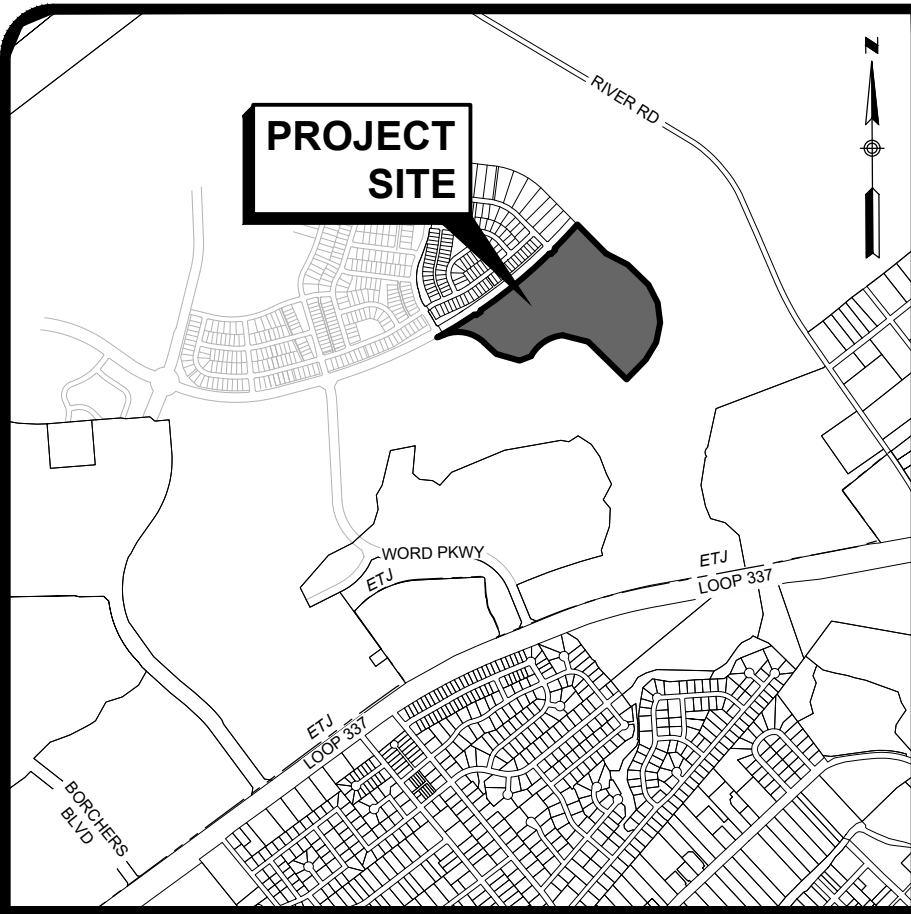 N
RIVER RD
PROJECT
SITE
WORD PKWY
ETJ
ETJ
LOOP 337
ETJ
LOOP 337
BORCHERS
BLVD